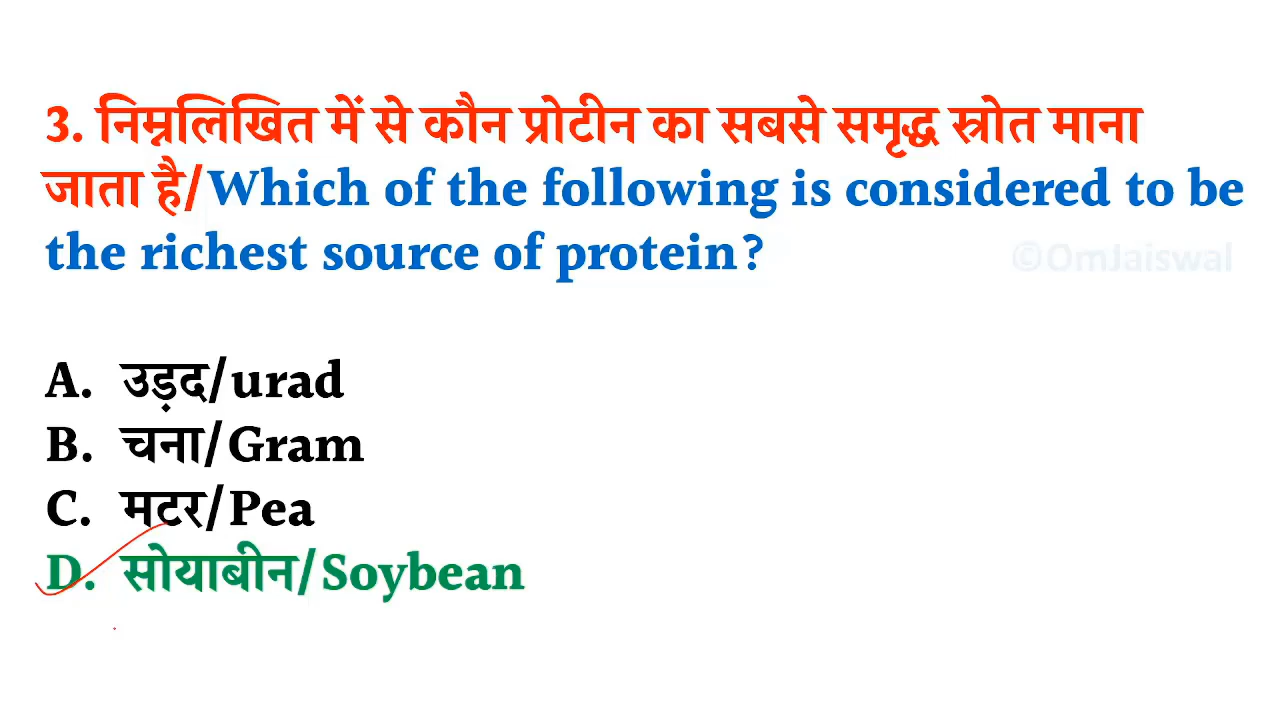 3. निम्नलिखित में से कौन प्रोटीन का सबसे समृद्ध स्रोत माना
जाता है/Which of the following is considered to be
the richest source of protein?
©OmJaiswal
A. उड़द/urad
B. चना/Gram
C. मटर/Pea
D. सोयाबीन/Soybean